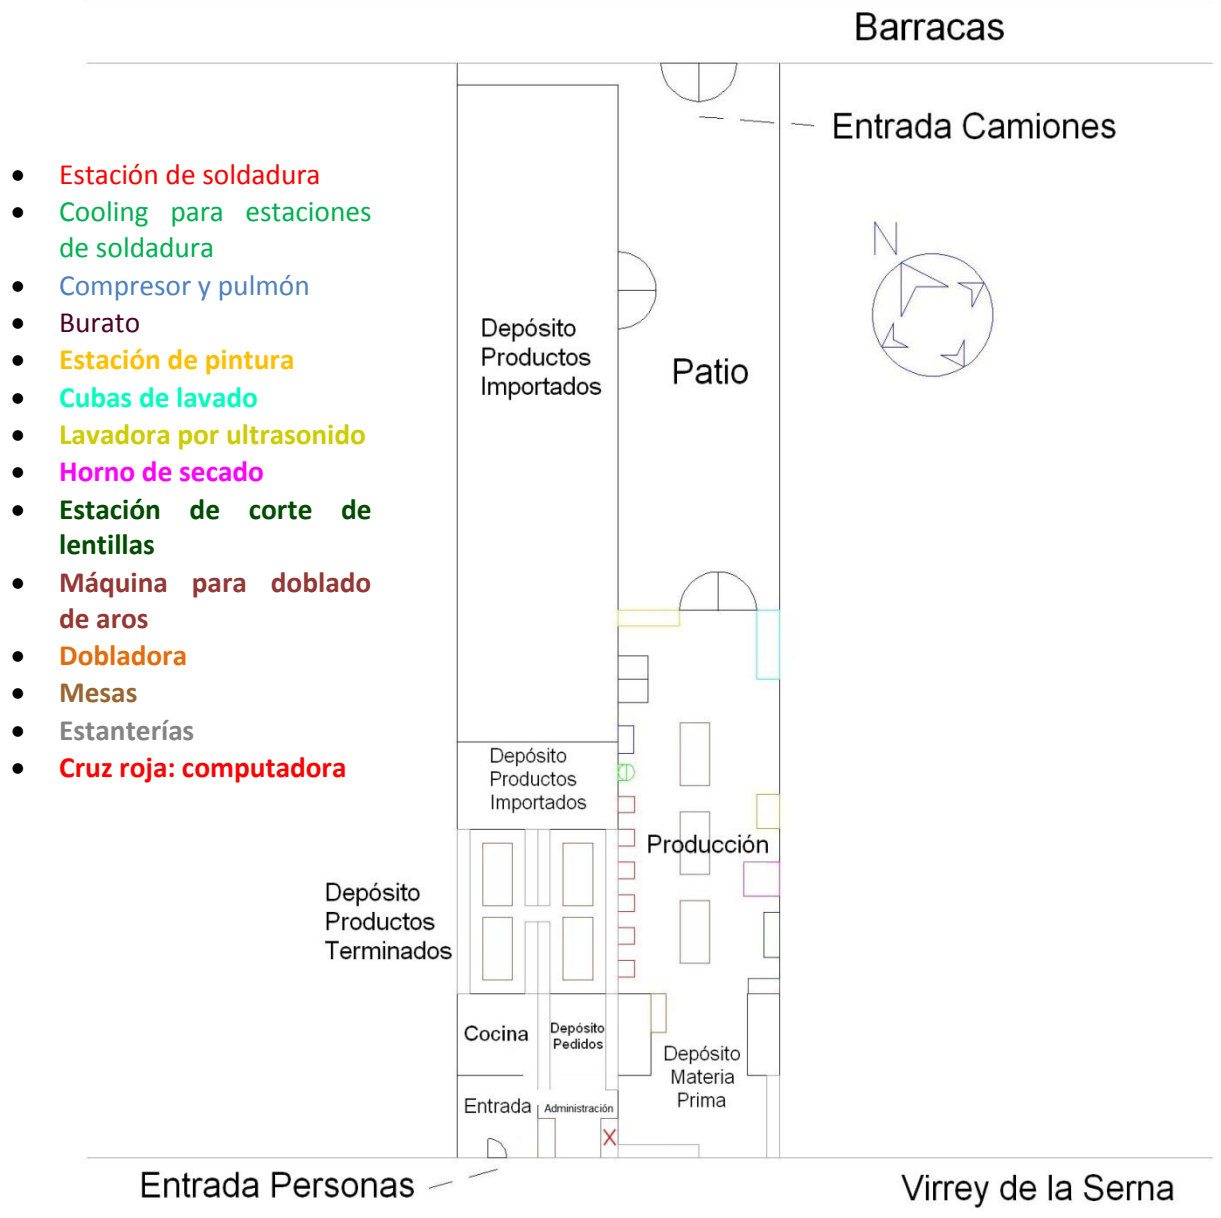 Barracas
Entrada Camiones
• Estación de soldadura
• Cooling para estaciones
de soldadura
• Compresor y pulmón
• Burato
• Estación de pintura
• Cubas de lavado
• Lavadora por ultrasonido
• Horno de secado
• Estación de corte de
lentillas
• Máquina para doblado
de aros
• Dobladora
• Mesas
• Estanterías
• Cruz roja: computadora
N
Depósito
Productos
Importados
Patio
Depósito
Productos
Importados
Producción
Depósito
Productos
Terminados
Cocina
Depósito
Pedidos
Depósito
Materia
Prima
Entrada
Administración
X
Entrada Personas
Virrey de la Serna